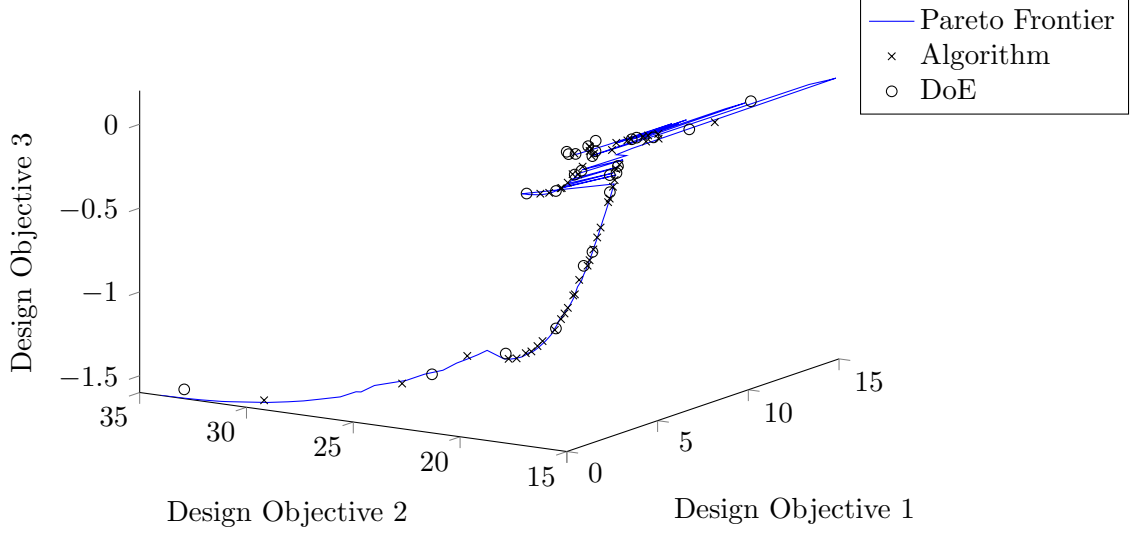 Pareto Frontier
Algorithm
DoE
0
−0.5
−1
−1.5
Design Objective 3
35
30
25
20
15
Design Objective 2
0
5
10
15
Design Objective 1